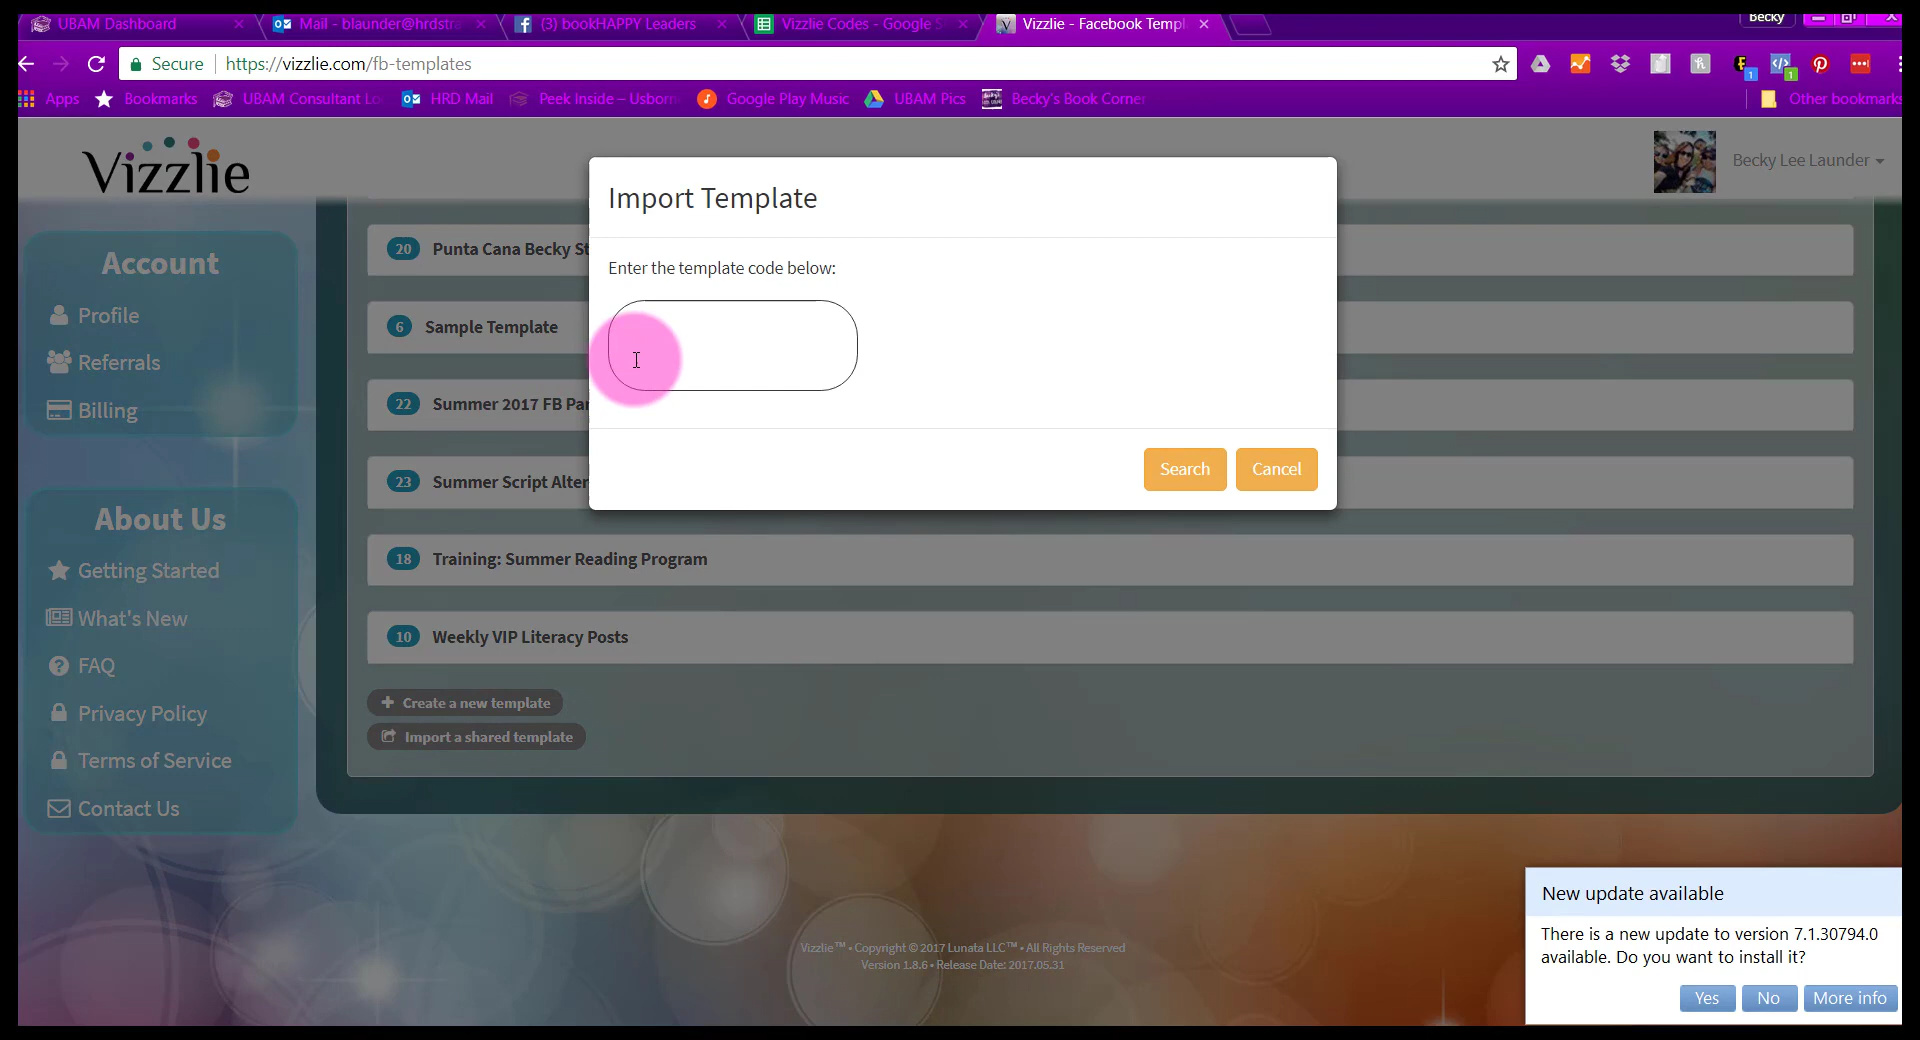 UBAM Dashboard
Mail - blaunder@hrdstra
(3) bookHAPPY Leaders
Vizzlie Codes - Google S
Vizzlie - Facebook Templ
Becky
Secure
https://vizzlie.com/fb-templates
Apps
Bookmarks
UBAM Consultant Lo
HRD Mail
Peek Inside – Usborn
Google Play Music
UBAM Pics
Becky's Book Corner
Other bookmarks
Vizzlie
Becky Lee Launder
Account
Profile
Referrals
Billing
About Us
Getting Started
What's New
FAQ
Privacy Policy
Terms of Service
Contact Us
Import Template
Enter the template code below:
Search
Cancel
20 Punta Cana Becky St
6 Sample Template
22 Summer 2017 FB Par
23 Summer Script Alter
18 Training: Summer Reading Program
10 Weekly VIP Literacy Posts
Create a new template
Import a shared template
Vizzlie™ • Copyright © 2017 Lunata LLC™ • All Rights Reserved
Version 1.8.6 • Release Date: 2017.05.31
New update available
There is a new update to version 7.1.30794.0
available. Do you want to install it?
Yes
No
More info